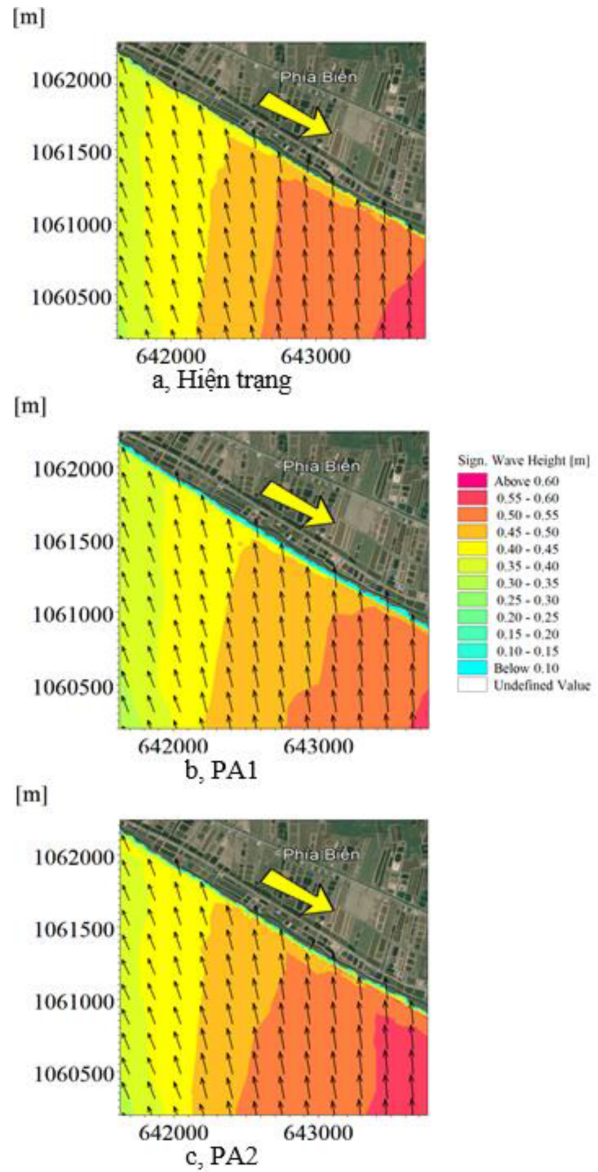 [m]
Phía Biển
1062000
1061500
1061000
1060500
642000 643000
a, Hiện trạng
[m]
Phía Biển
1062000
1061500
1061000
1060500
642000 643000
b, PA1
Sign. Wave Height [m]
Above 0.60
0.55 - 0.60
0.50 - 0.55
0.45 - 0.50
0.40 - 0.45
0.35 - 0.40
0.30 - 0.35
0.25 - 0.30
0.20 - 0.25
0.15 - 0.20
0.10 - 0.15
Below 0.10
Undefined Value
[m]
Phía Biển
1062000
1061500
1061000
1060500
642000 643000
c, PA2